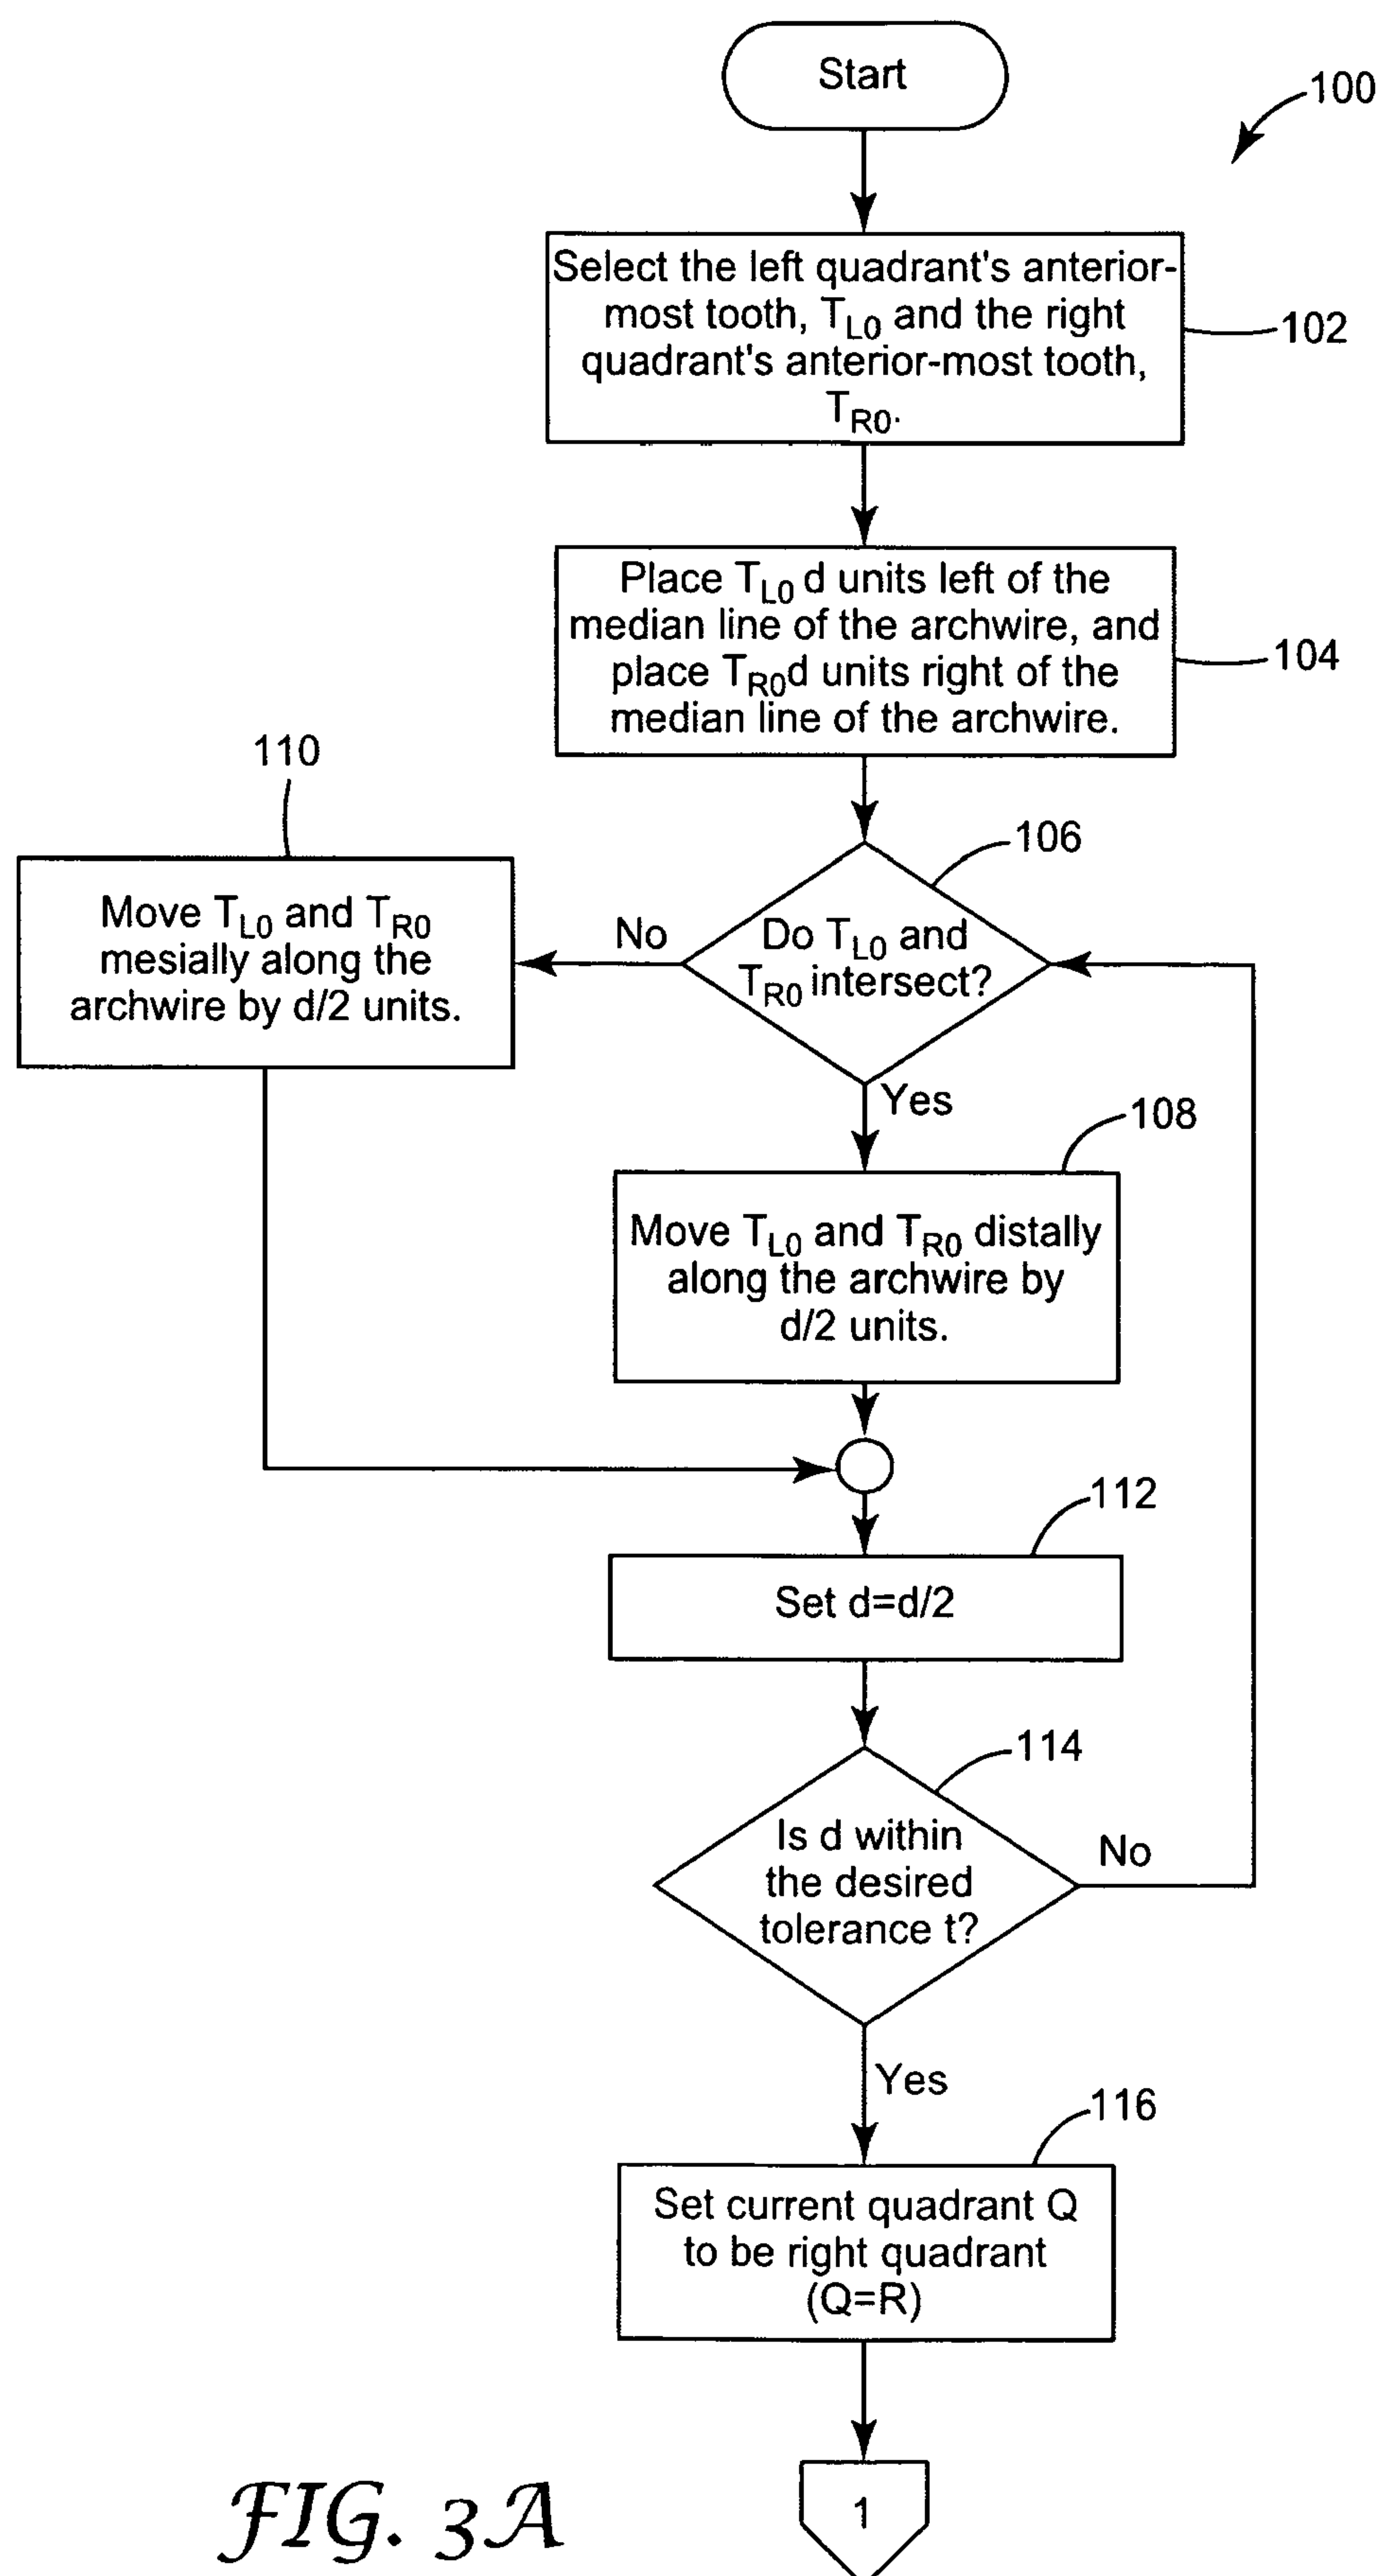 Start
100
Select the left quadrant's anterior-
most tooth, TL0 and the right
quadrant's anterior-most tooth,
TR0.
102
Place TL0 d units left of the
median line of the archwire, and
place TR0d units right of the
median line of the archwire.
104
110
106
Move TL0 and TR0
mesially along the
archwire by d/2 units.
No
Do TL0 and
TR0 intersect?
Yes
108
Move TL0 and TR0 distally
along the archwire by
d/2 units.
112
Set d=d/2
114
Is d within
the desired
tolerance t?
No
Yes
116
Set current quadrant Q
to be right quadrant
(Q=R)
1
FIG. 3A